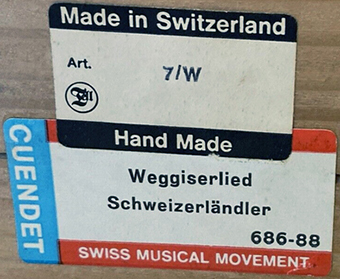 Made in Switzerland
Art.
7/W
Hand Made
CUENDET
Weggiserlied
Schweizerländler
686-88
SWISS MUSICAL MOVEMENT